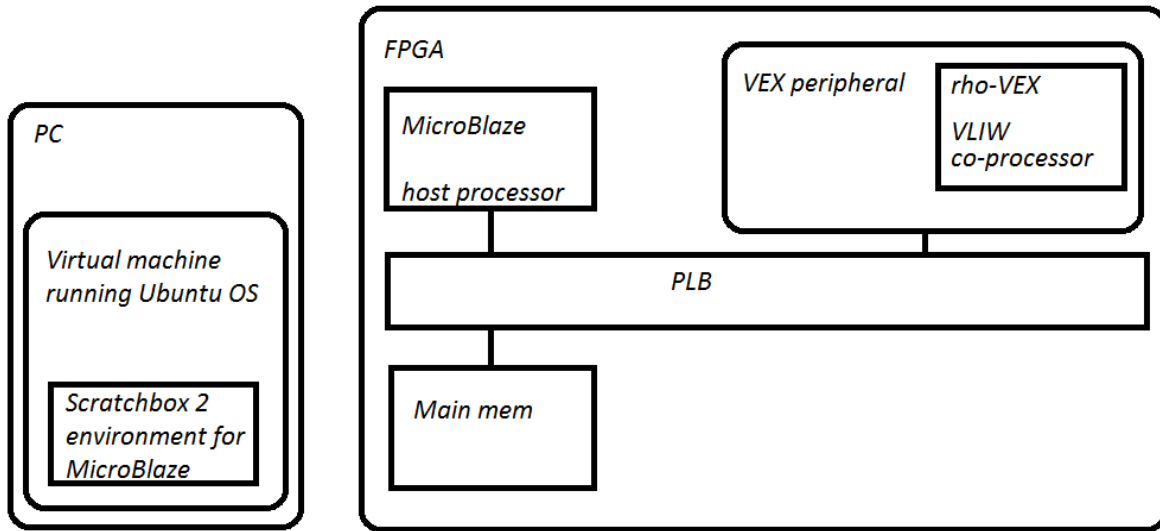 PC
Virtual machine
running Ubuntu OS
Scratchbox 2
environment for
MicroBlaze
FPGA
MicroBlaze
host processor
VEX peripheral
rho-VEX
VLIW
co-processor
PLB
Main mem